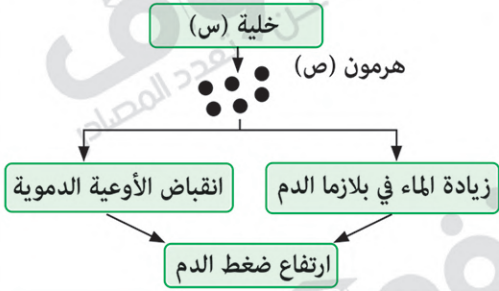 خلية (س)
هرمون (ص)
زيادة الماء في بلازما الدم
انقباض الأوعية الدموية
ارتفاع ضغط الدم